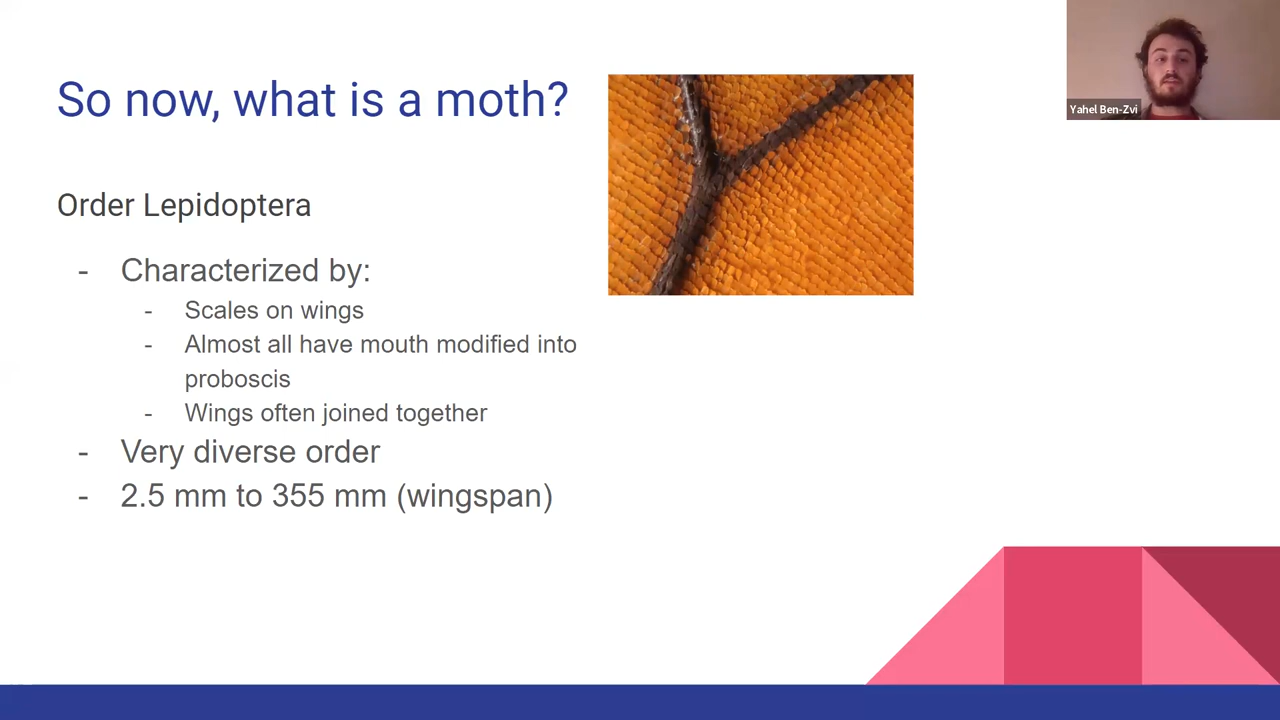 So now, what is a moth?
Yahel Ben-Zvi
Order Lepidoptera
- Characterized by:
- Scales on wings
- Almost all have mouth modified into
proboscis
- Wings often joined together
- Very diverse order
- 2.5 mm to 355 mm (wingspan)